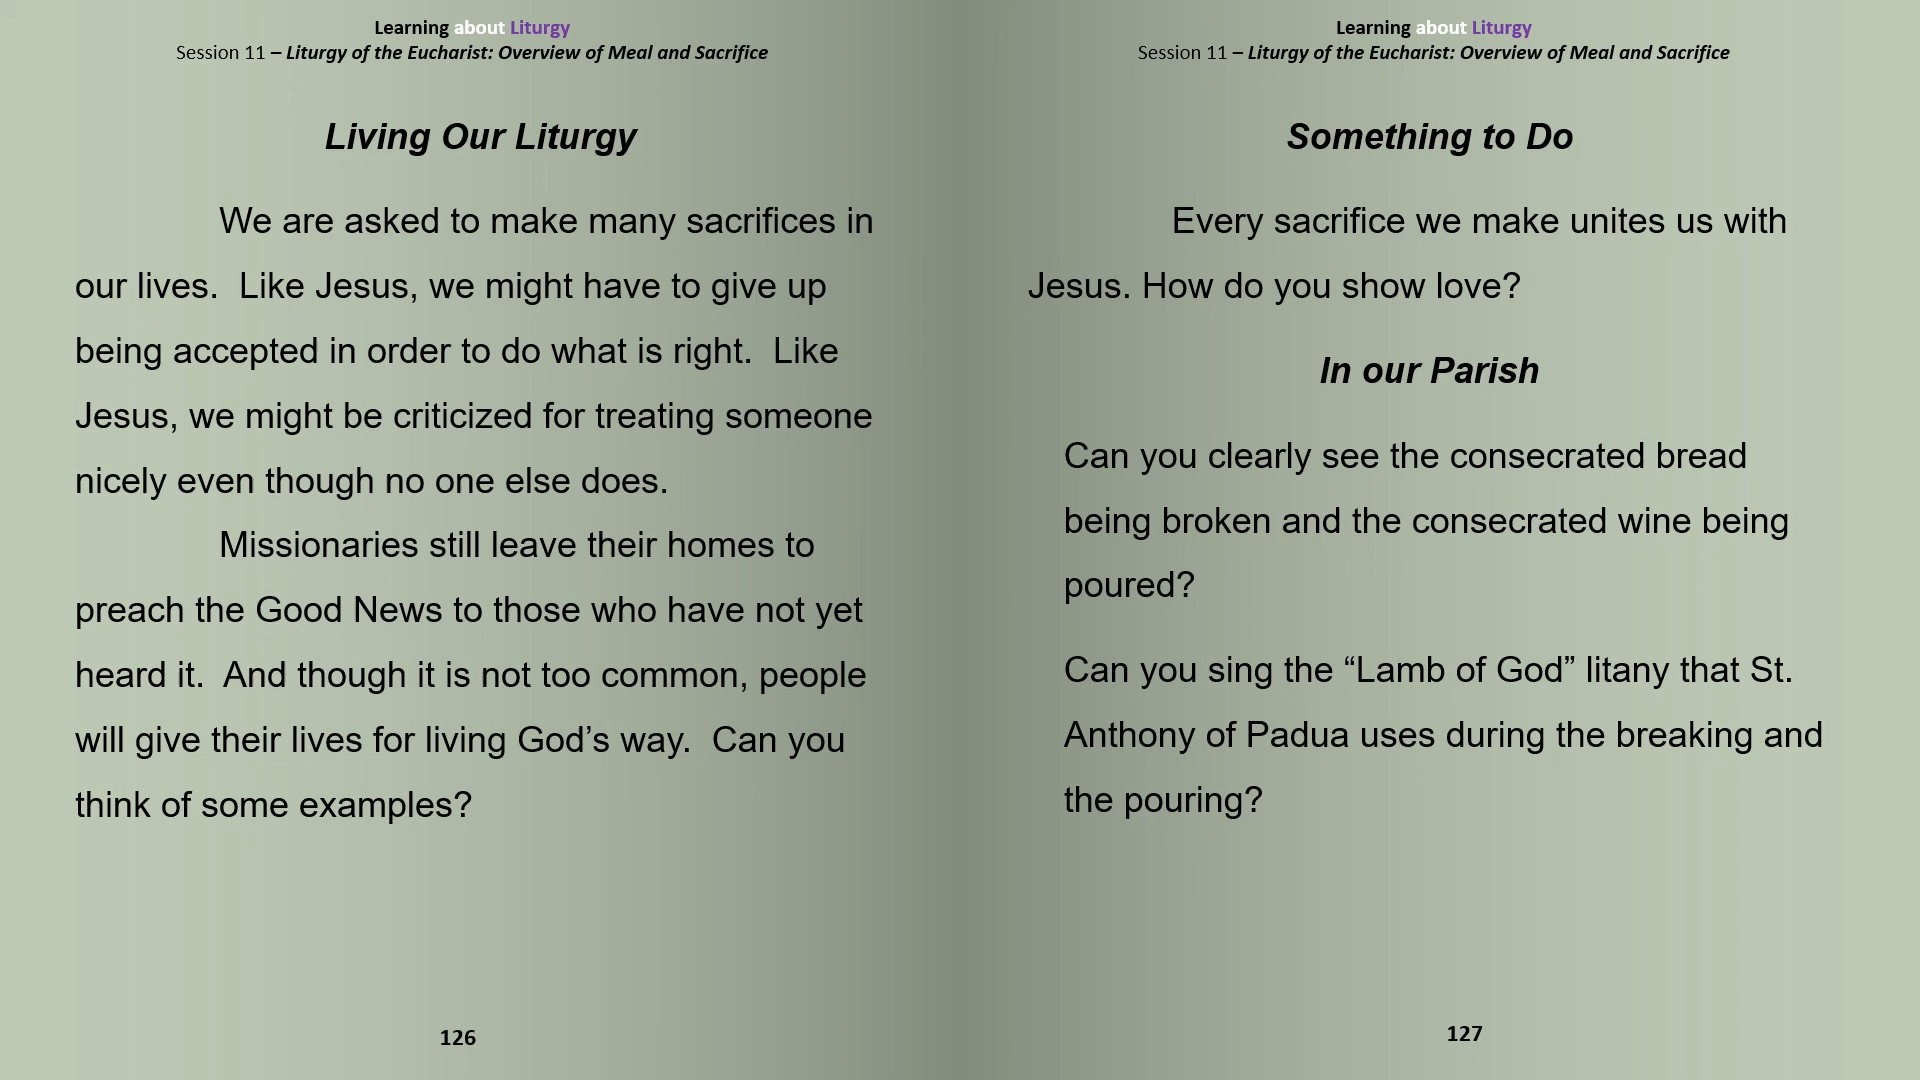 Learning about Liturgy
Session 11 – Liturgy of the Eucharist: Overview of Meal and Sacrifice
Living Our Liturgy
We are asked to make many sacrifices in
our lives.  Like Jesus, we might have to give up
being accepted in order to do what is right.  Like
Jesus, we might be criticized for treating someone
nicely even though no one else does.
Missionaries still leave their homes to
preach the Good News to those who have not yet
heard it.  And though it is not too common, people
will give their lives for living God’s way.  Can you
think of some examples?
126
Learning about Liturgy
Session 11 – Liturgy of the Eucharist: Overview of Meal and Sacrifice
Something to Do
Every sacrifice we make unites us with
Jesus. How do you show love?
In our Parish
Can you clearly see the consecrated bread
being broken and the consecrated wine being
poured?
Can you sing the “Lamb of God” litany that St.
Anthony of Padua uses during the breaking and
the pouring?
127